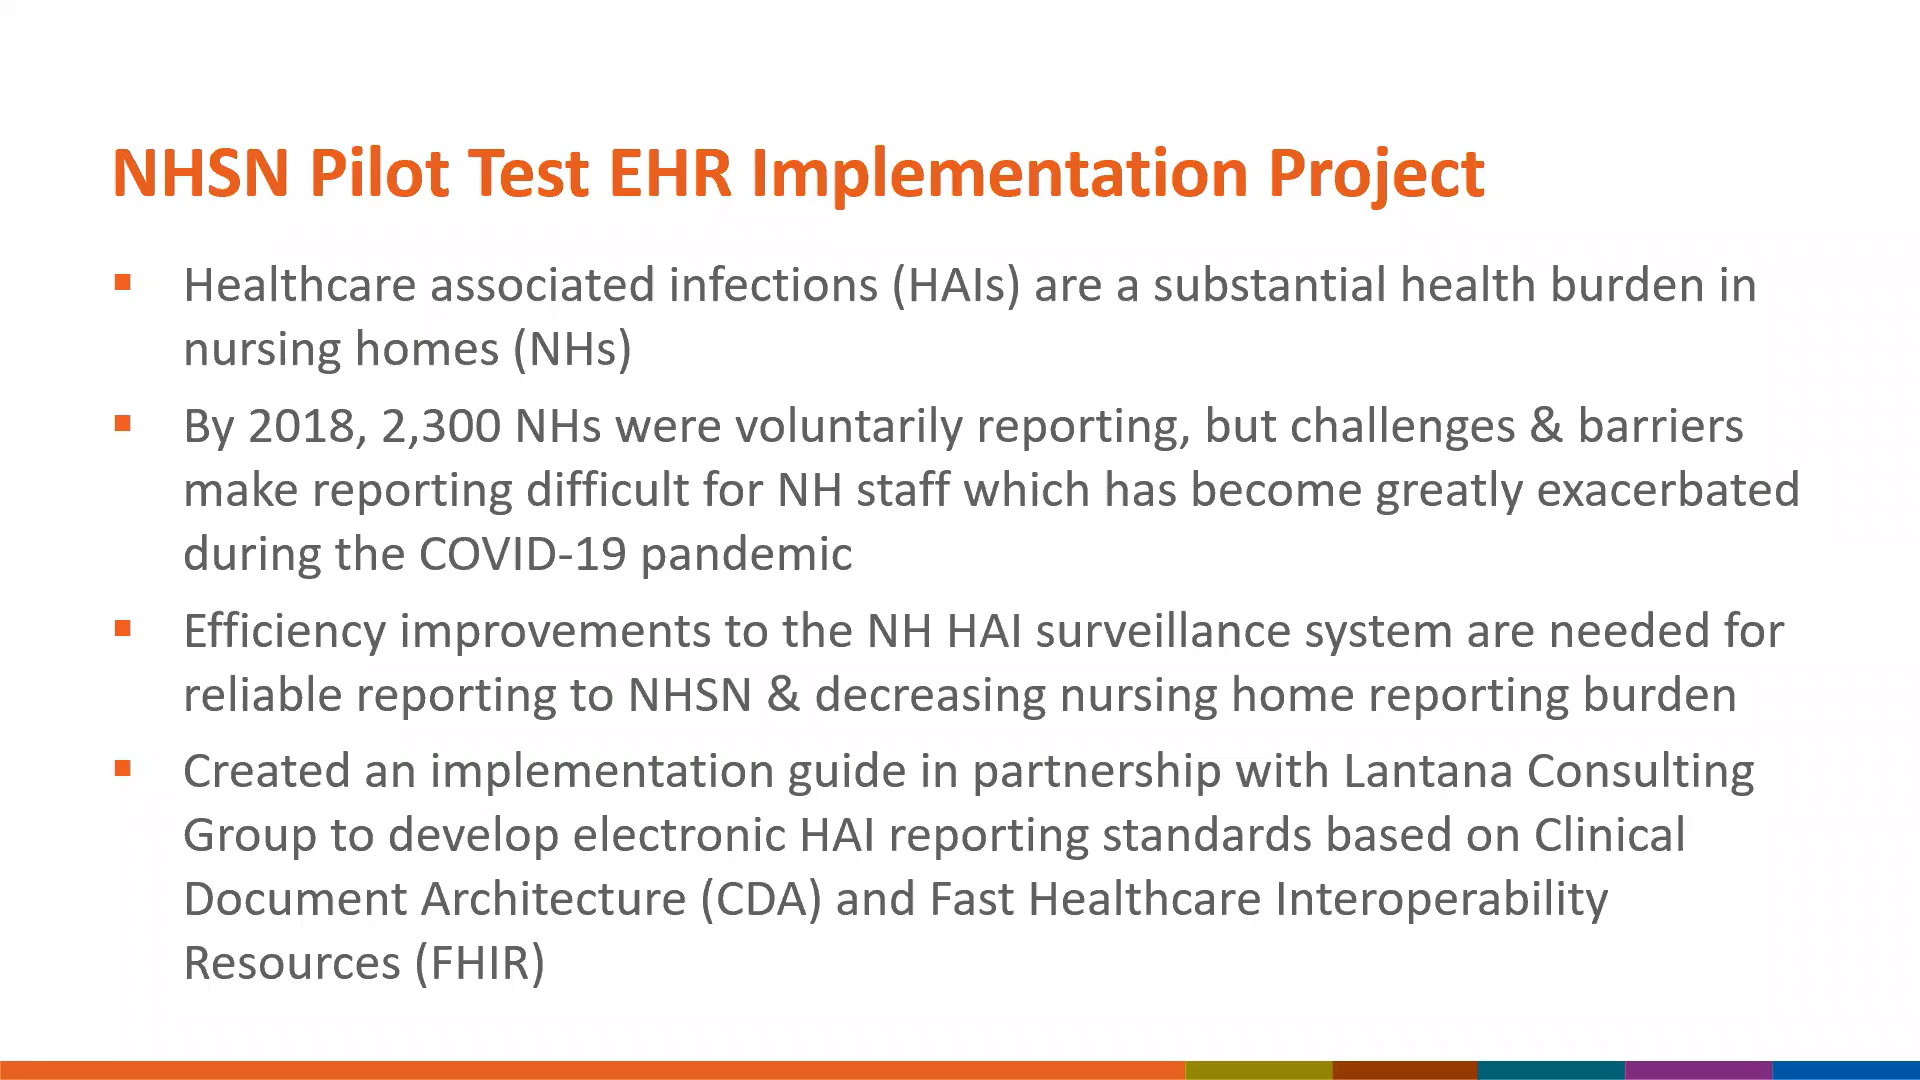 NHSN Pilot Test EHR Implementation Project
▪ Healthcare associated infections (HAIs) are a substantial health burden in
nursing homes (NHs)
▪ By 2018, 2,300 NHs were voluntarily reporting, but challenges & barriers
make reporting difficult for NH staff which has become greatly exacerbated
during the COVID-19 pandemic
▪ Efficiency improvements to the NH HAI surveillance system are needed for
reliable reporting to NHSN & decreasing nursing home reporting burden
▪ Created an implementation guide in partnership with Lantana Consulting
Group to develop electronic HAI reporting standards based on Clinical
Document Architecture (CDA) and Fast Healthcare Interoperability
Resources (FHIR)